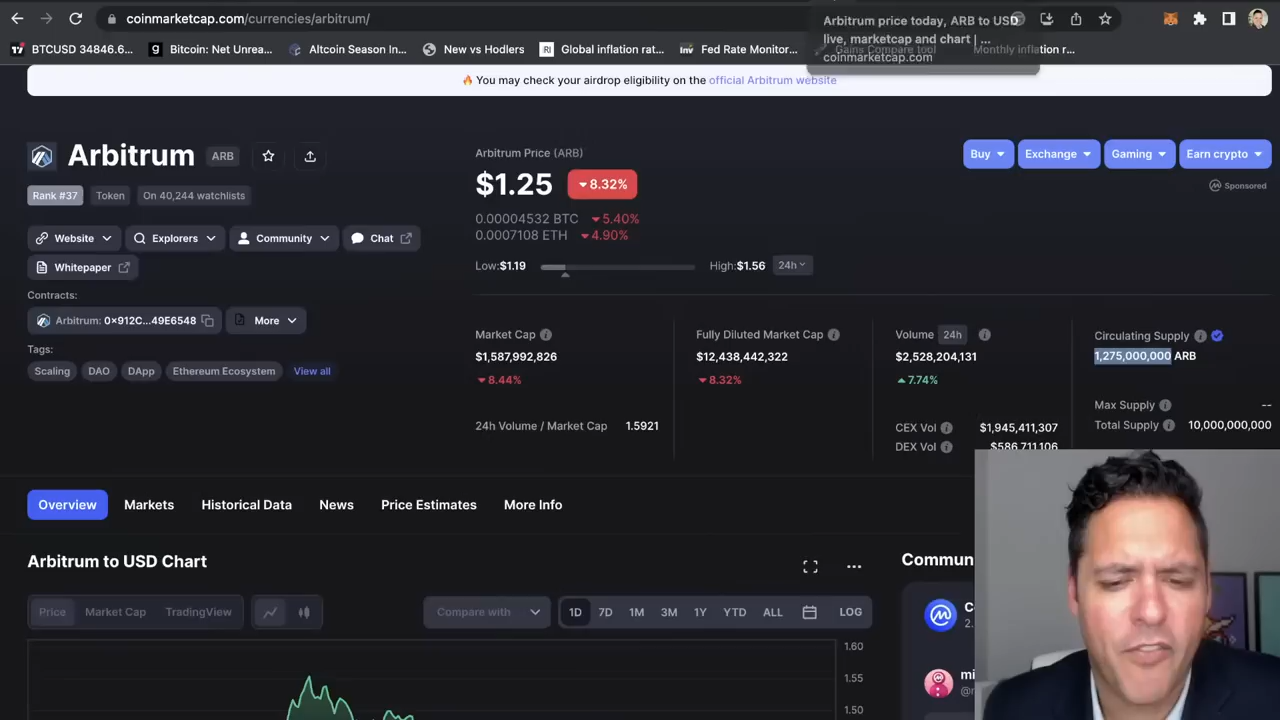 coinmarketcap.com/currencies/arbitrum/
Arbitrum price today, ARB to USD
live, marketcap and chart | ...
coinmarketcap.com
BTCUSD 34846.6... Bitcoin: Net Unrea... Altcoin Season In... New vs Hodlers Global inflation rat... Fed Rate Monitor... Gains Compare tool Monthly inflation r...
🔥 You may check your airdrop eligibility on the official Arbitrum website
Arbitrum ARB
Rank #37 Token On 40,244 watchlists
Website Explorers Community Chat
Whitepaper
Contracts:
Arbitrum: 0x912C...49E6548 More
Tags:
Scaling DAO DApp Ethereum Ecosystem View all
Arbitrum Price (ARB)
$1.25 8.32%
0.00004532 BTC 5.40%
0.0007108 ETH 4.90%
Low:$1.19 High:$1.56 24h
Buy Exchange Gaming Earn crypto
Sponsored
Market Cap
$1,587,992,826
8.44%
24h Volume / Market Cap 1.5921
Fully Diluted Market Cap
$12,438,442,322
8.32%
Volume 24h
$2,528,204,131
7.74%
CEX Vol $1,945,411,307
DEX Vol $586,711,106
Circulating Supply
1,275,000,000 ARB
Max Supply --
Total Supply 10,000,000,000
Overview Markets Historical Data News Price Estimates More Info
Arbitrum to USD Chart
Price Market Cap TradingView
Compare with 1D 7D 1M 3M 1Y YTD ALL LOG
1.60
1.55
1.50
Commun
C
2.
mi
@r